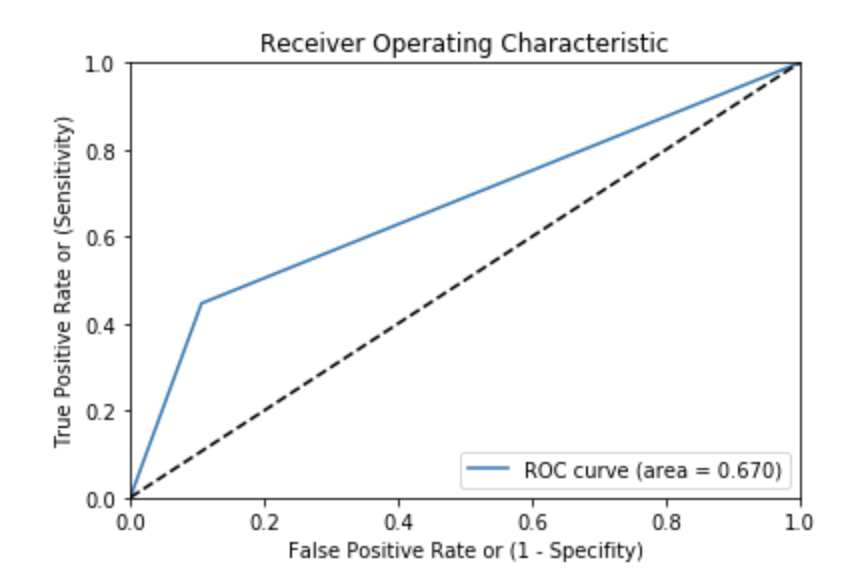 Receiver Operating Characteristic
1.0
0.8
0.6
0.4
0.2
0.0
True Positive Rate or (Sensitivity)
ROC curve (area = 0.670)
0.0 0.2 0.4 0.6 0.8 1.0
False Positive Rate or (1 - Specifity)